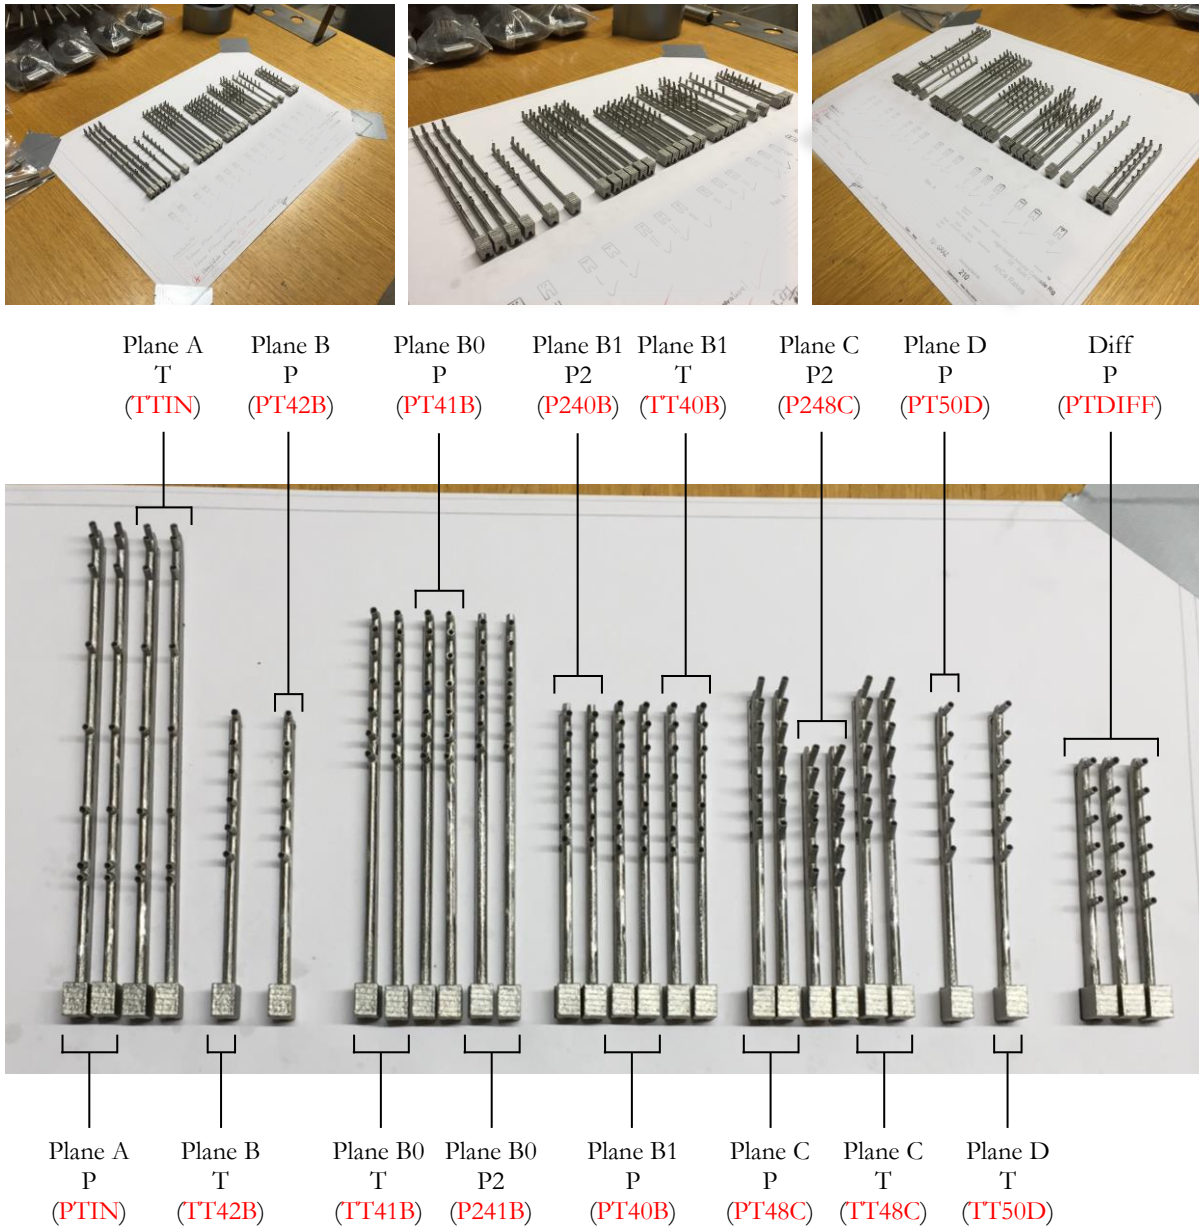 210
Plane A
T
(TTIN)
Plane B
P
(PT42B)
Plane B0
P
(PT41B)
Plane B1
P2
(P240B)
Plane B1
T
(TT40B)
Plane C
P2
(P248C)
Plane D
P
(PT50D)
Diff
P
(PTDIFF)
Plane A
P
(PTIN)
Plane B
T
(TT42B)
Plane B0
T
(TT41B)
Plane B0
P2
(P241B)
Plane B1
P
(PT40B)
Plane C
P
(PT48C)
Plane C
T
(TT48C)
Plane D
T
(TT50D)